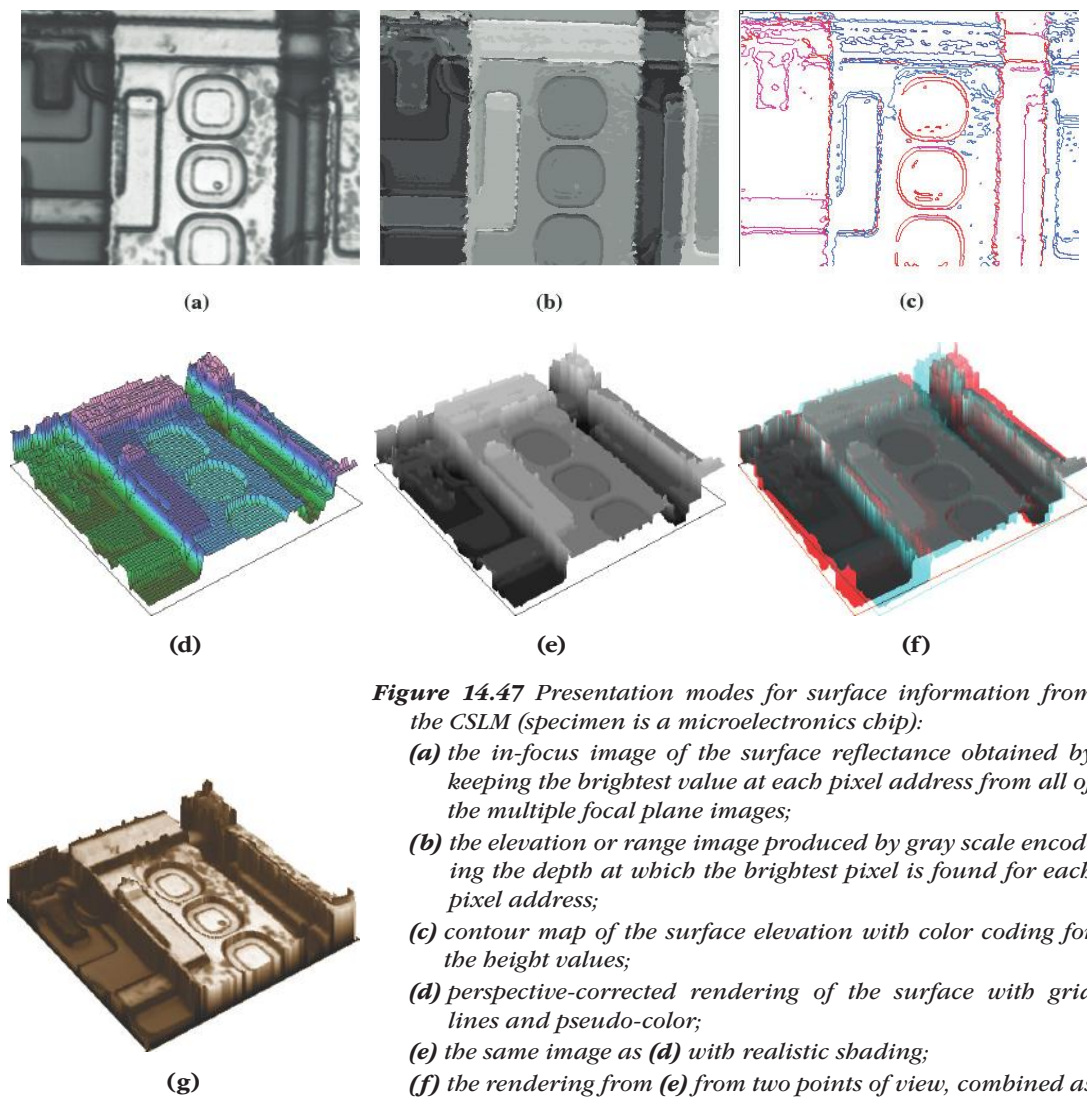 (a)
(b)
(c)
(d)
(e)
(f)
Figure 14.47 Presentation modes for surface information from
the CSLM (specimen is a microelectronics chip):
(a) the in-focus image of the surface reflectance obtained by
keeping the brightest value at each pixel address from all of
the multiple focal plane images;
(b) the elevation or range image produced by gray scale encod-
ing the depth at which the brightest pixel is found for each
pixel address;
(c) contour map of the surface elevation with color coding for
the height values;
(d) perspective-corrected rendering of the surface with grid
lines and pseudo-color;
(e) the same image as (d) with realistic shading;
(f) the rendering from (e) from two points of view, combined as
(g)